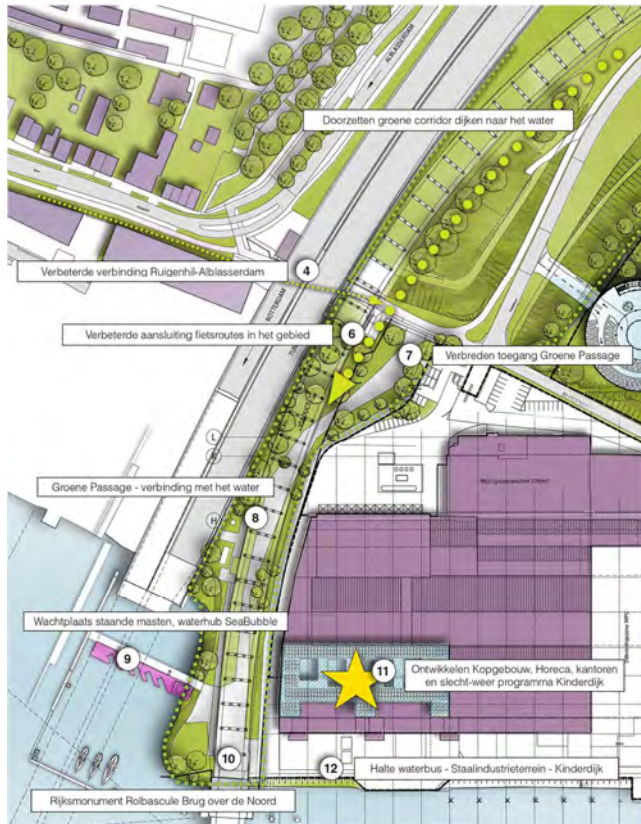 ALBLASSERDAM
Doorzetten groene corridor dijken naar het water
Verbeterde verbinding Ruigenhil-Alblasserdam
4
ROTTERDAM
Verbeterde aansluiting fietsroutes in het gebied
6
7
Verbreden toegang Groene Passage
L
Groene Passage - verbinding met het water
8
H
Wachtplaats staande masten, waterhub SeaBubble
9
11
Ontwikkelen Kopgebouw, Horeca, kantoren
en slecht-weer programma Kinderdijk
10
12
Halte waterbus - Staalindustrieterrein - Kinderdijk
Rijksmonument Rolbascule Brug over de Noord